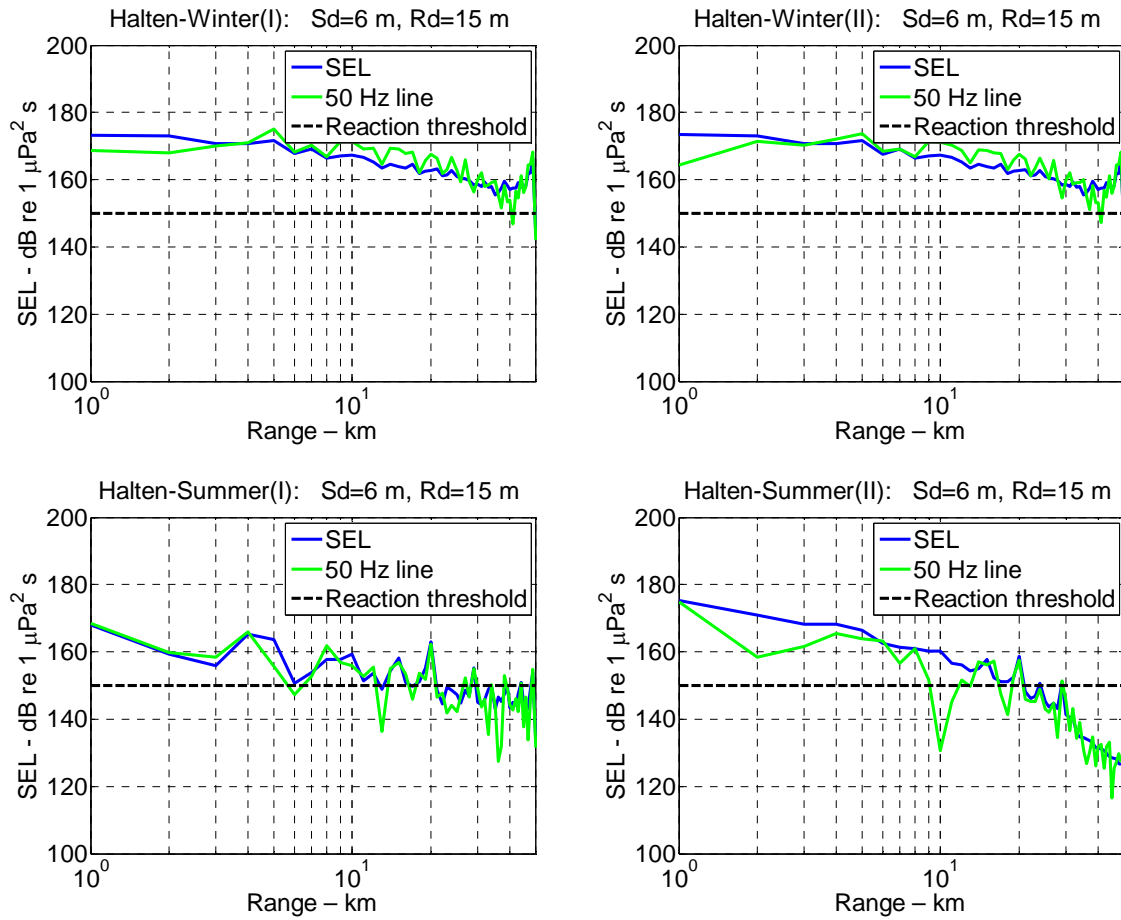 Halten-Winter(I): Sd=6 m, Rd=15 m
200
180
160
140
120
100
SEL - dB re 1 μPa² s
SEL
50 Hz line
Reaction threshold
10⁰
10¹
Range – km
Halten-Winter(II): Sd=6 m, Rd=15 m
200
180
160
140
120
100
SEL - dB re 1 μPa² s
SEL
50 Hz line
Reaction threshold
10⁰
10¹
Range – km
Halten-Summer(I): Sd=6 m, Rd=15 m
200
180
160
140
120
100
SEL - dB re 1 μPa² s
SEL
50 Hz line
Reaction threshold
10⁰
10¹
Range – km
Halten-Summer(II): Sd=6 m, Rd=15 m
200
180
160
140
120
100
SEL - dB re 1 μPa² s
SEL
50 Hz line
Reaction threshold
10⁰
10¹
Range – km